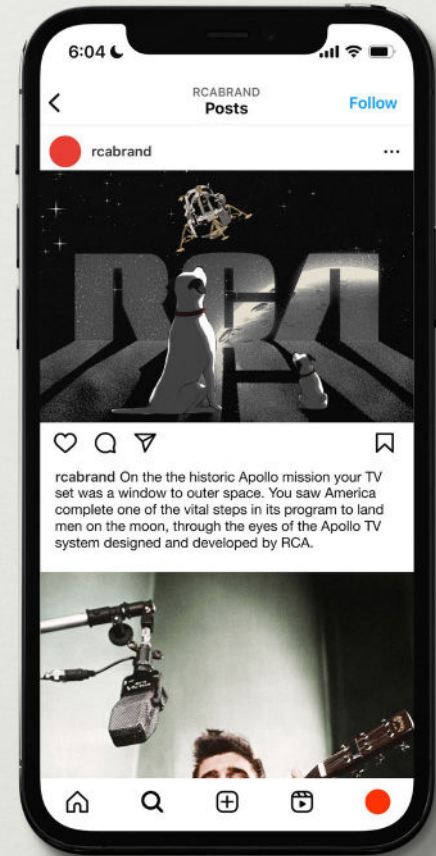 6:04
RCABRAND
Posts
Follow
rcabrand
RCA
rcabrand On the the historic Apollo mission your TV
set was a window to outer space. You saw America
complete one of the vital steps in its program to land
men on the moon, through the eyes of the Apollo TV
system designed and developed by RCA.